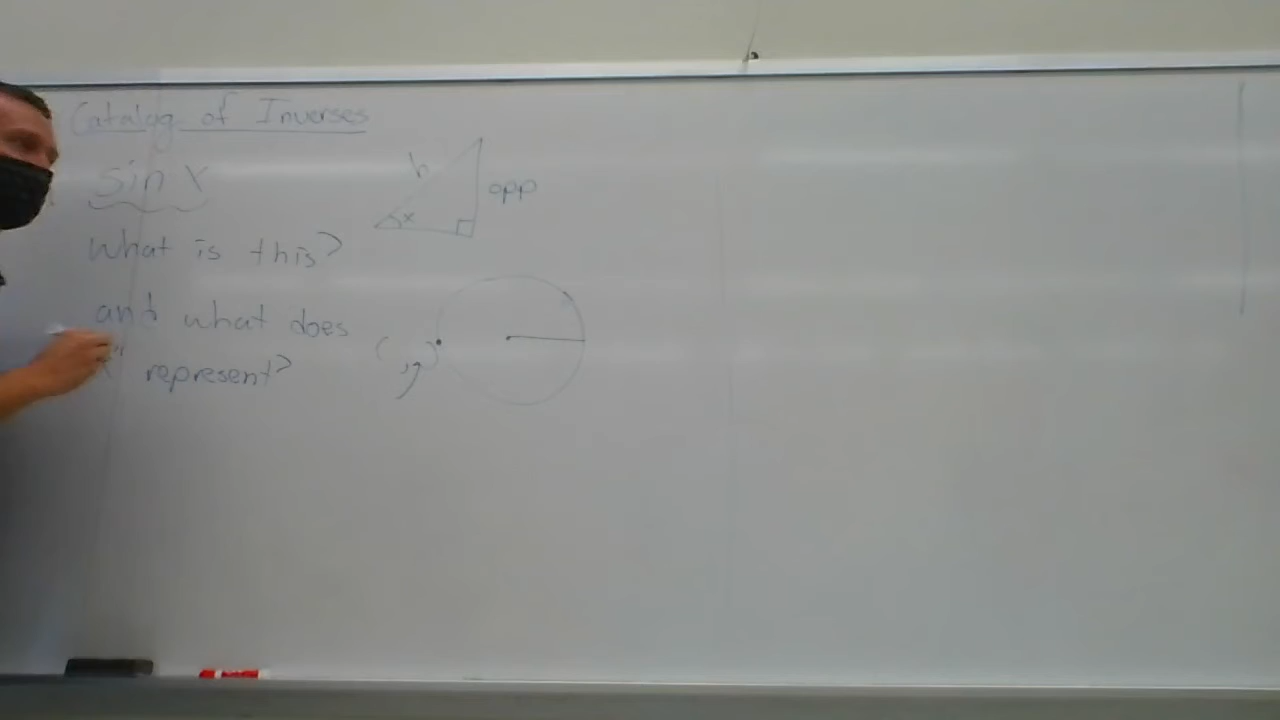 Catalog of Inverses
sin x
What is this?
and what does
x" represent?
h
x
opp
( , )